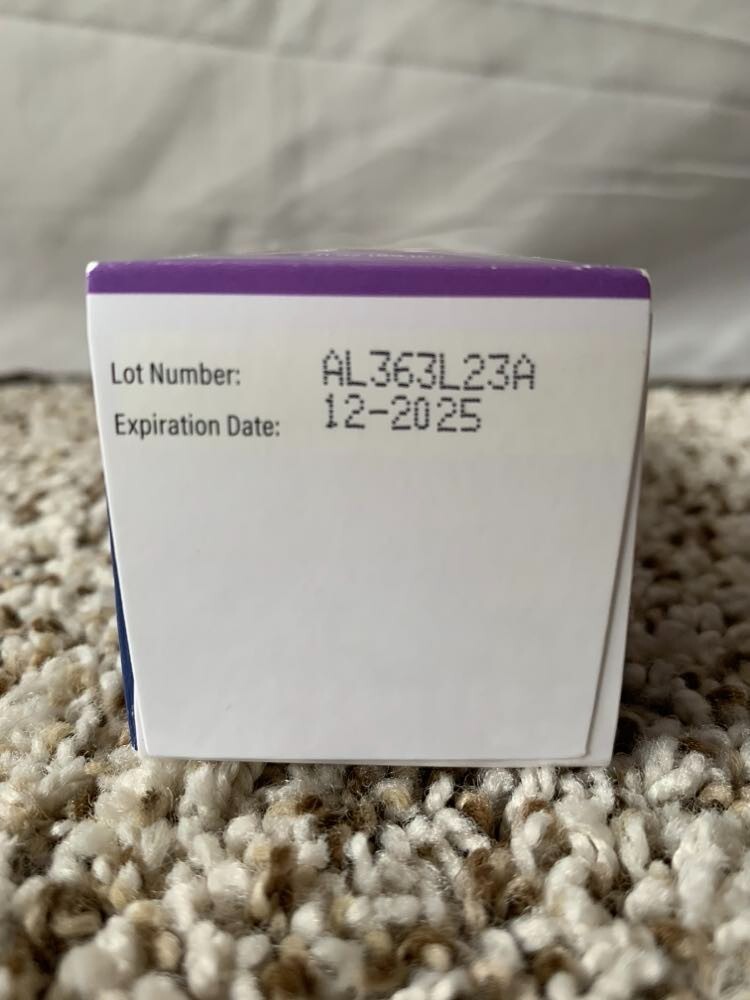 Lot Number: AL363L23A
Expiration Date: 12-2025